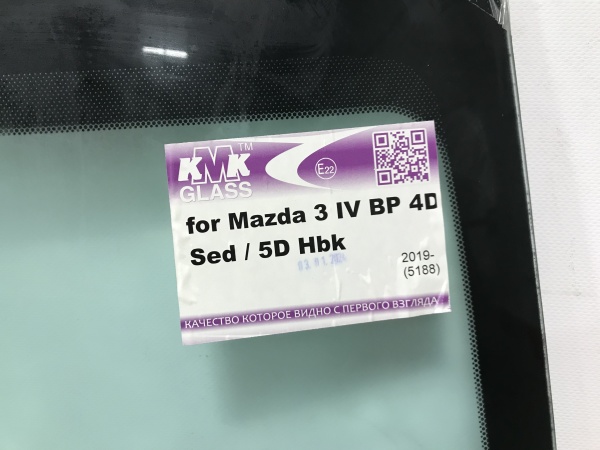 KMK TM
GLASS
E22
for Mazda 3 IV BP 4D
Sed / 5D Hbk
2019-
(5188)
КАЧЕСТВО КОТОРОЕ ВИДНО С ПЕРВОГО ВЗГЛЯДА